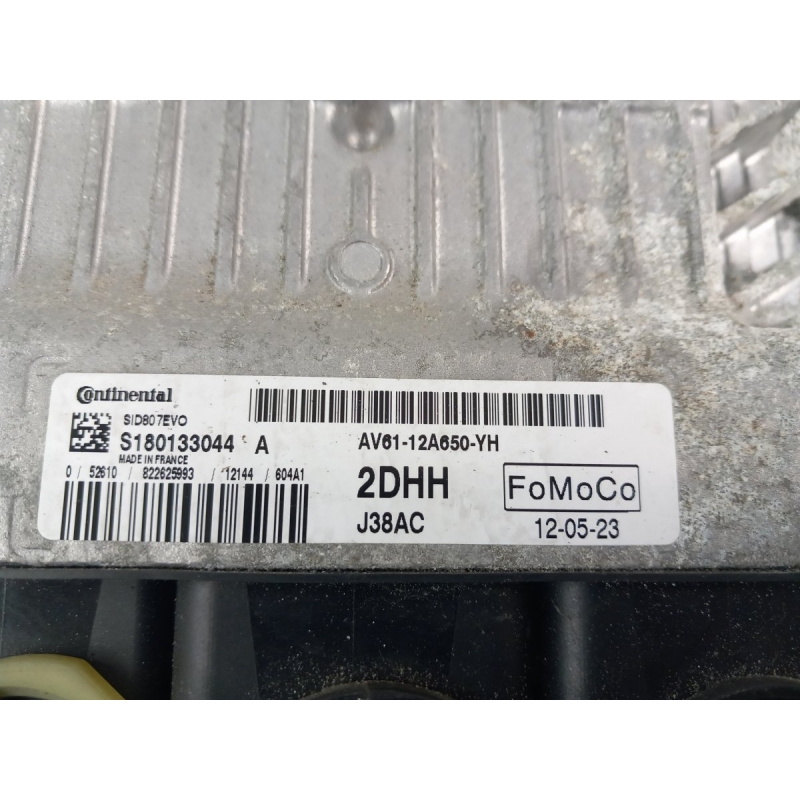 Continental
SID807EVO
S180133044 A
MADE IN FRANCE
0 / 52610 / 822625993 / 12144 / 604A1
AV61-12A650-YH
2DHH
FoMoCo
J38AC
12-05-23